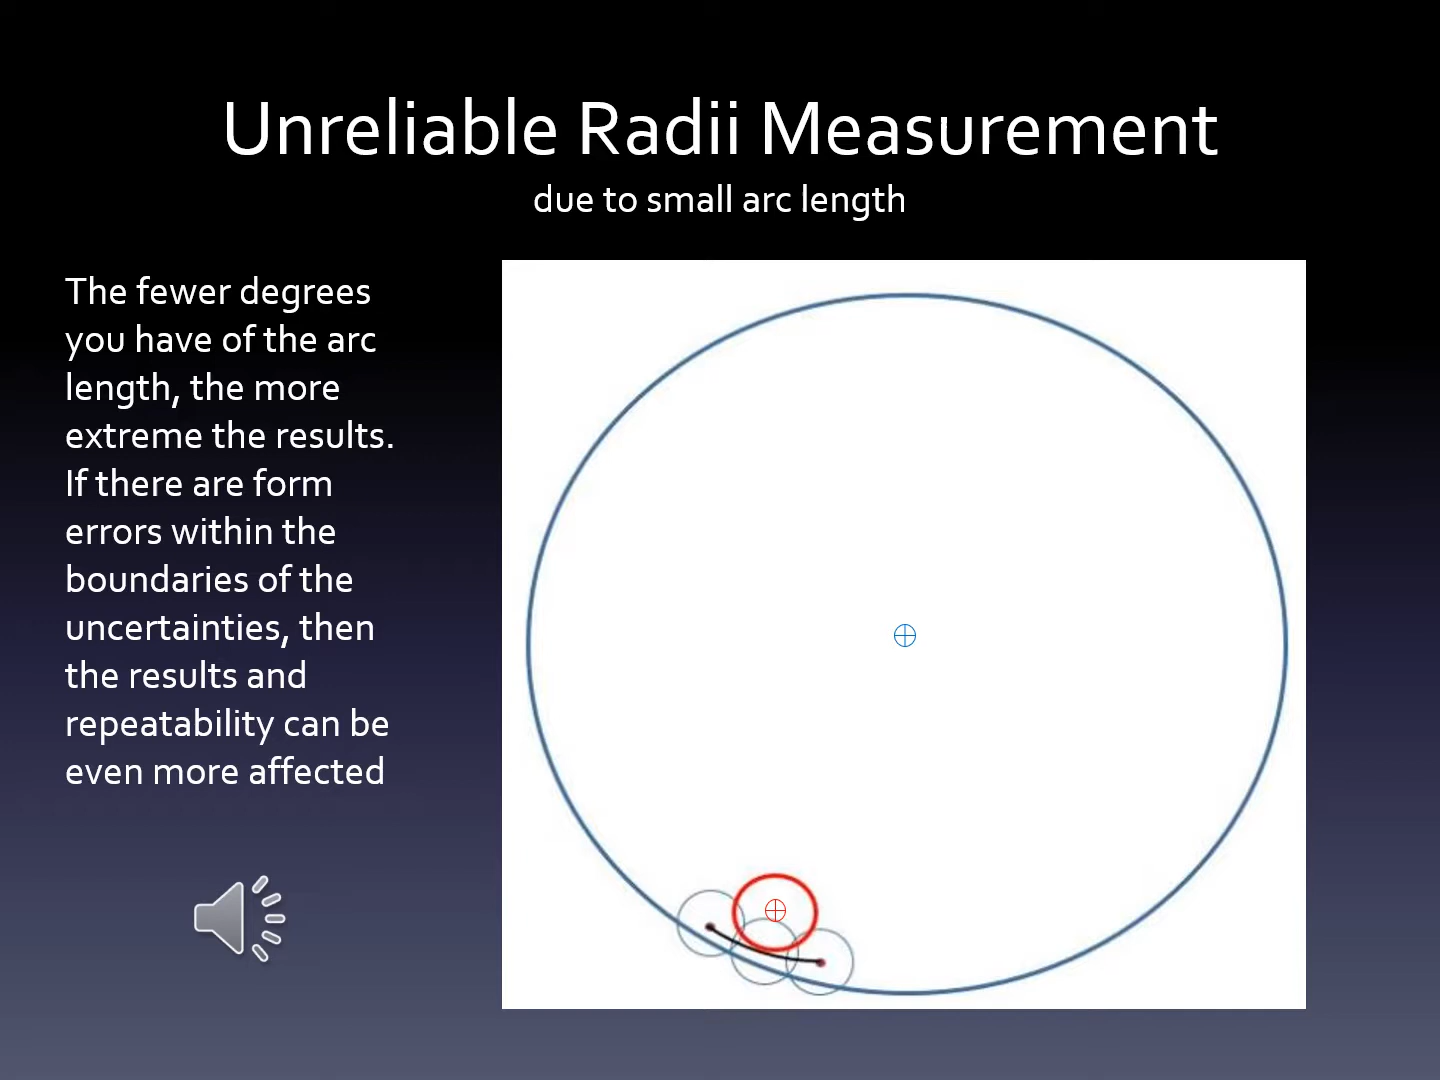 Unreliable Radii Measurement
due to small arc length
The fewer degrees
you have of the arc
length, the more
extreme the results.
If there are form
errors within the
boundaries of the
uncertainties, then
the results and
repeatability can be
even more affected